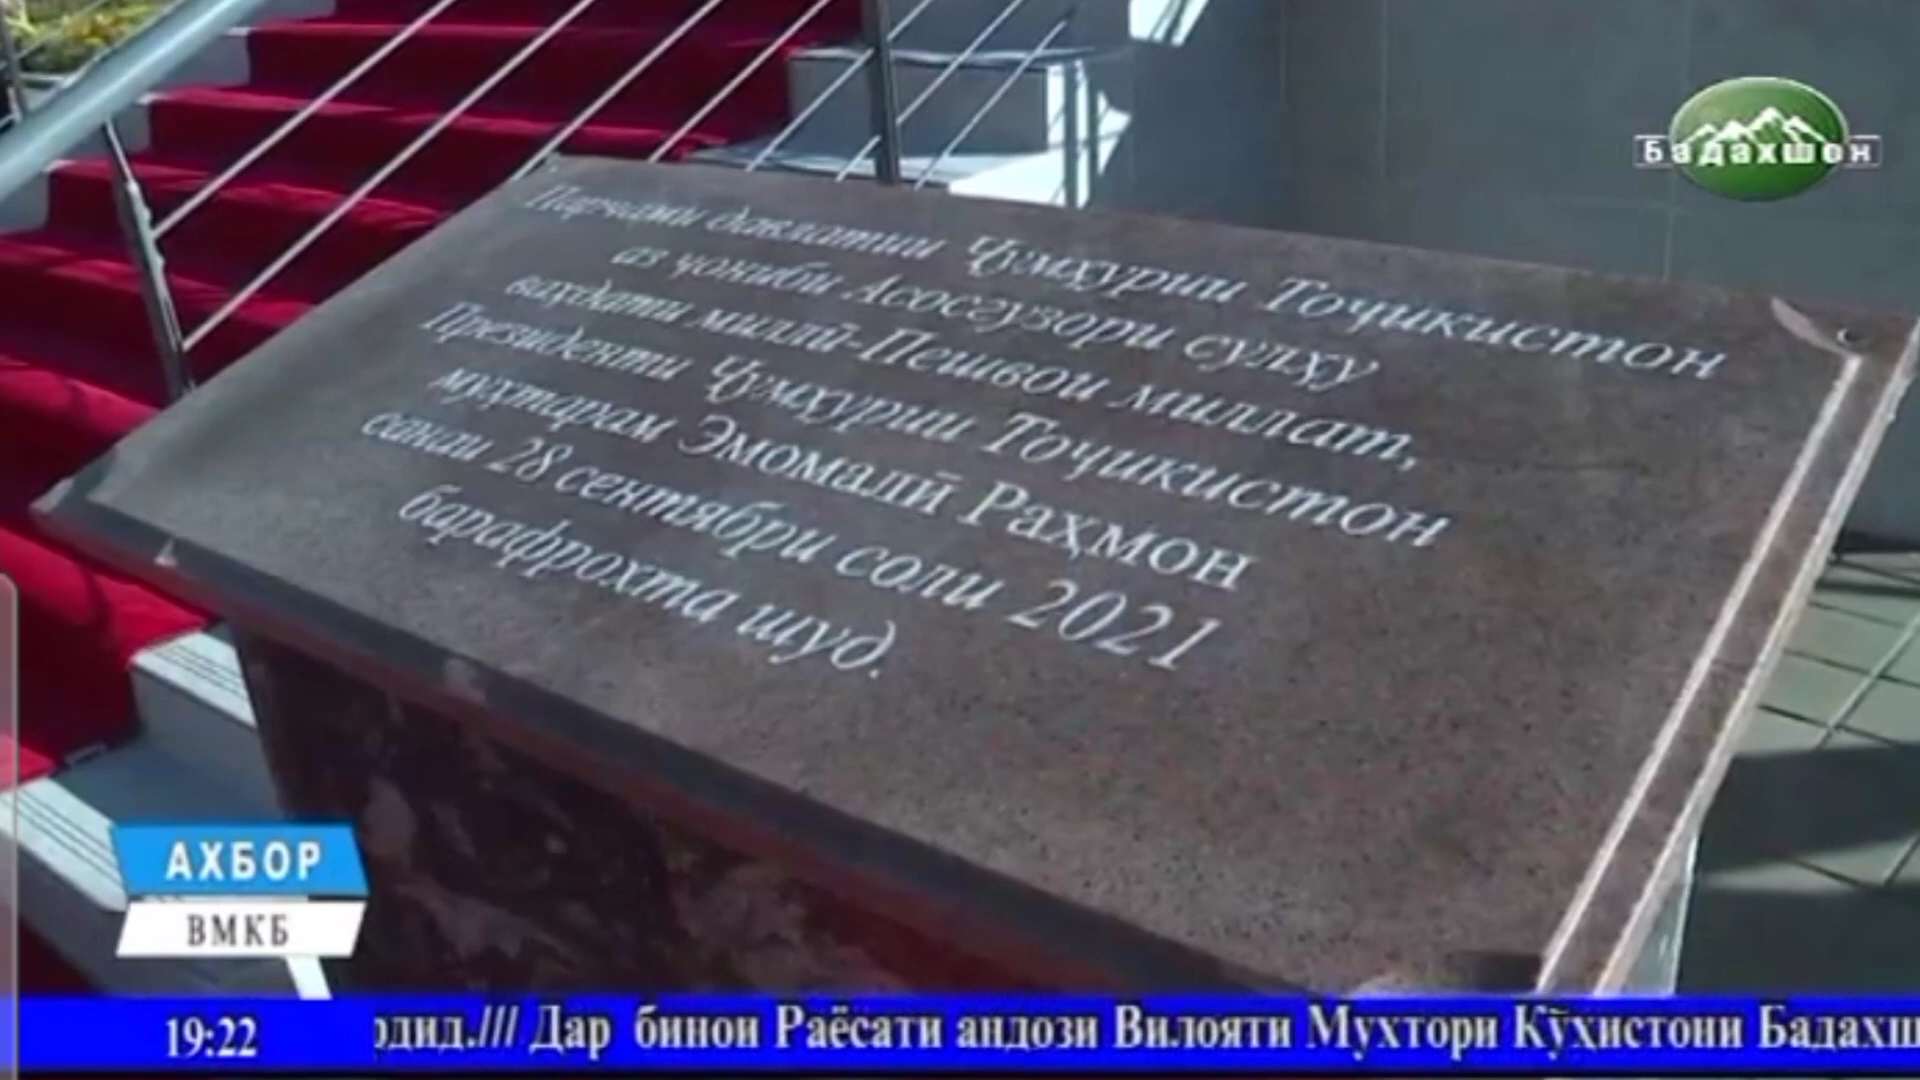 Бадахшон
Парчами давлатии Ҷумҳурии Тоҷикистон
аз ҷониби Асосгузори сулҳу
ваҳдати миллӣ-Пешвои миллат,
Президенти Ҷумҳурии Тоҷикистон
муҳтарам Эмомалӣ Раҳмон
санаи 28 сентябри соли 2021
барафрохта шуд.
АХБОР
ВМКБ
19:22
рдид./// Дар бинои Раёсати андози Вилояти Мухтори Кӯҳистони Бадахш